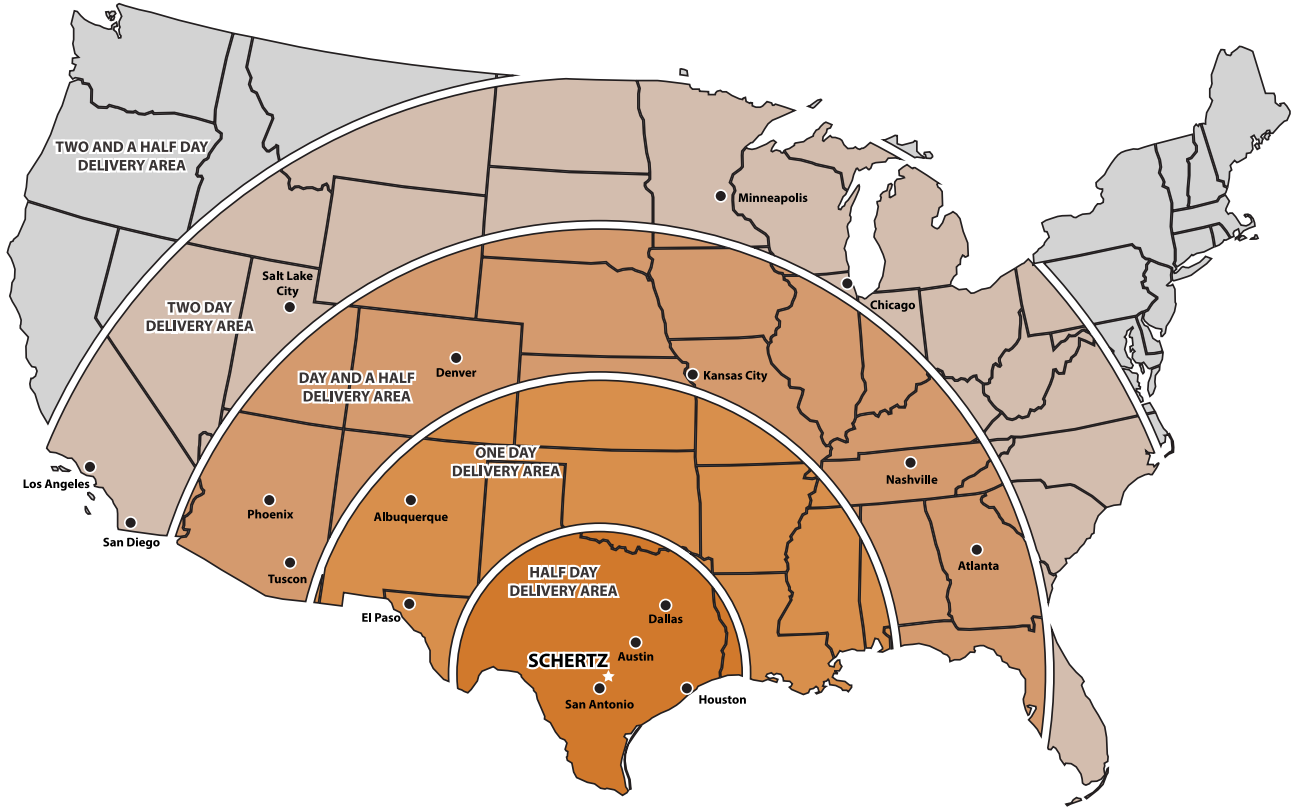 TWO AND A HALF DAY
DELIVERY AREA
Minneapolis
Salt Lake
City
TWO DAY
DELIVERY AREA
Chicago
Denver
DAY AND A HALF
DELIVERY AREA
Kansas City
ONE DAY
DELIVERY AREA
Nashville
Los Angeles
Phoenix
Albuquerque
San Diego
Tuscon
Atlanta
HALF DAY
DELIVERY AREA
El Paso
Dallas
Austin
SCHERTZ
San Antonio
Houston